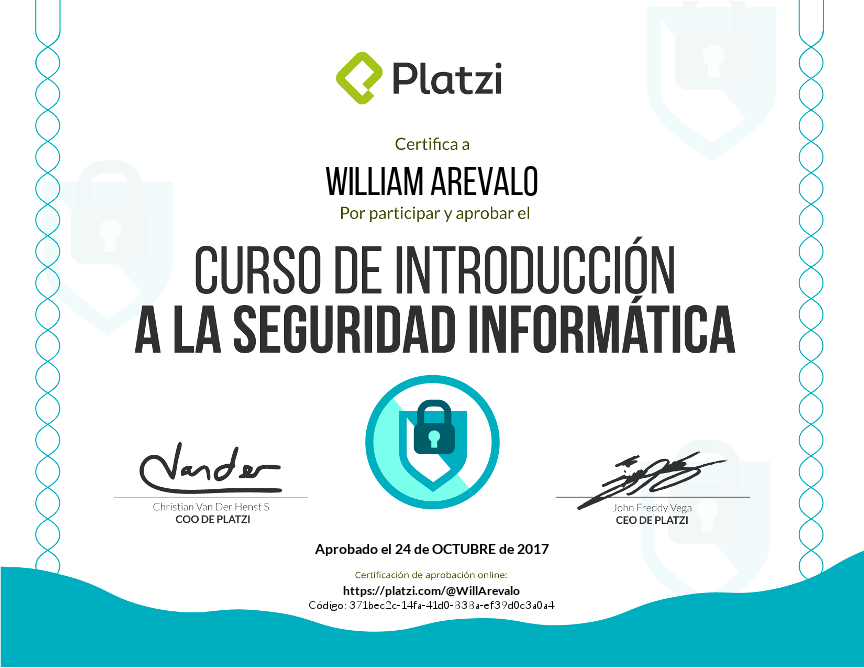 Platzi
Certifica a
WILLIAM AREVALO
Por participar y aprobar el
CURSO DE INTRODUCCIÓN
A LA SEGURIDAD INFORMÁTICA
Vander
Christian Van Der Henst S
COO DE PLATZI
John Freddy Vega
CEO DE PLATZI
Aprobado el 24 de OCTUBRE de 2017
Certificación de aprobación online:
https://platzi.com/@WillArevalo
Código: 371bec2c-14fa-41d0-838a-ef39d0c3a0a4